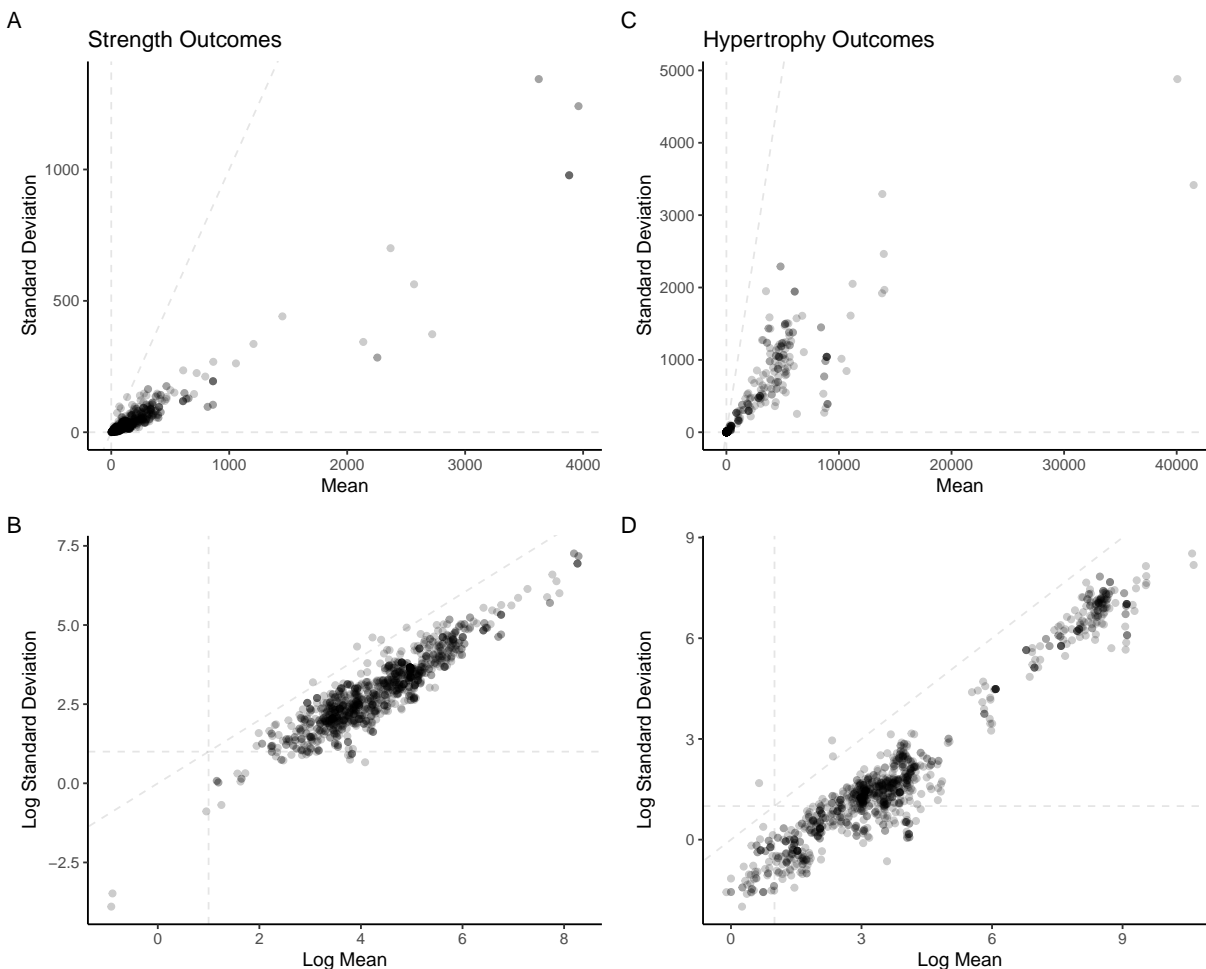 A
Strength Outcomes
Standard Deviation
1000
500
0
0
1000
2000
3000
4000
Mean
C
Hypertrophy Outcomes
Standard Deviation
5000
4000
3000
2000
1000
0
0
10000
20000
30000
40000
Mean
B
Log Standard Deviation
7.5
5.0
2.5
0.0
−2.5
0
2
4
6
8
Log Mean
D
Log Standard Deviation
9
6
3
0
0
3
6
9
Log Mean